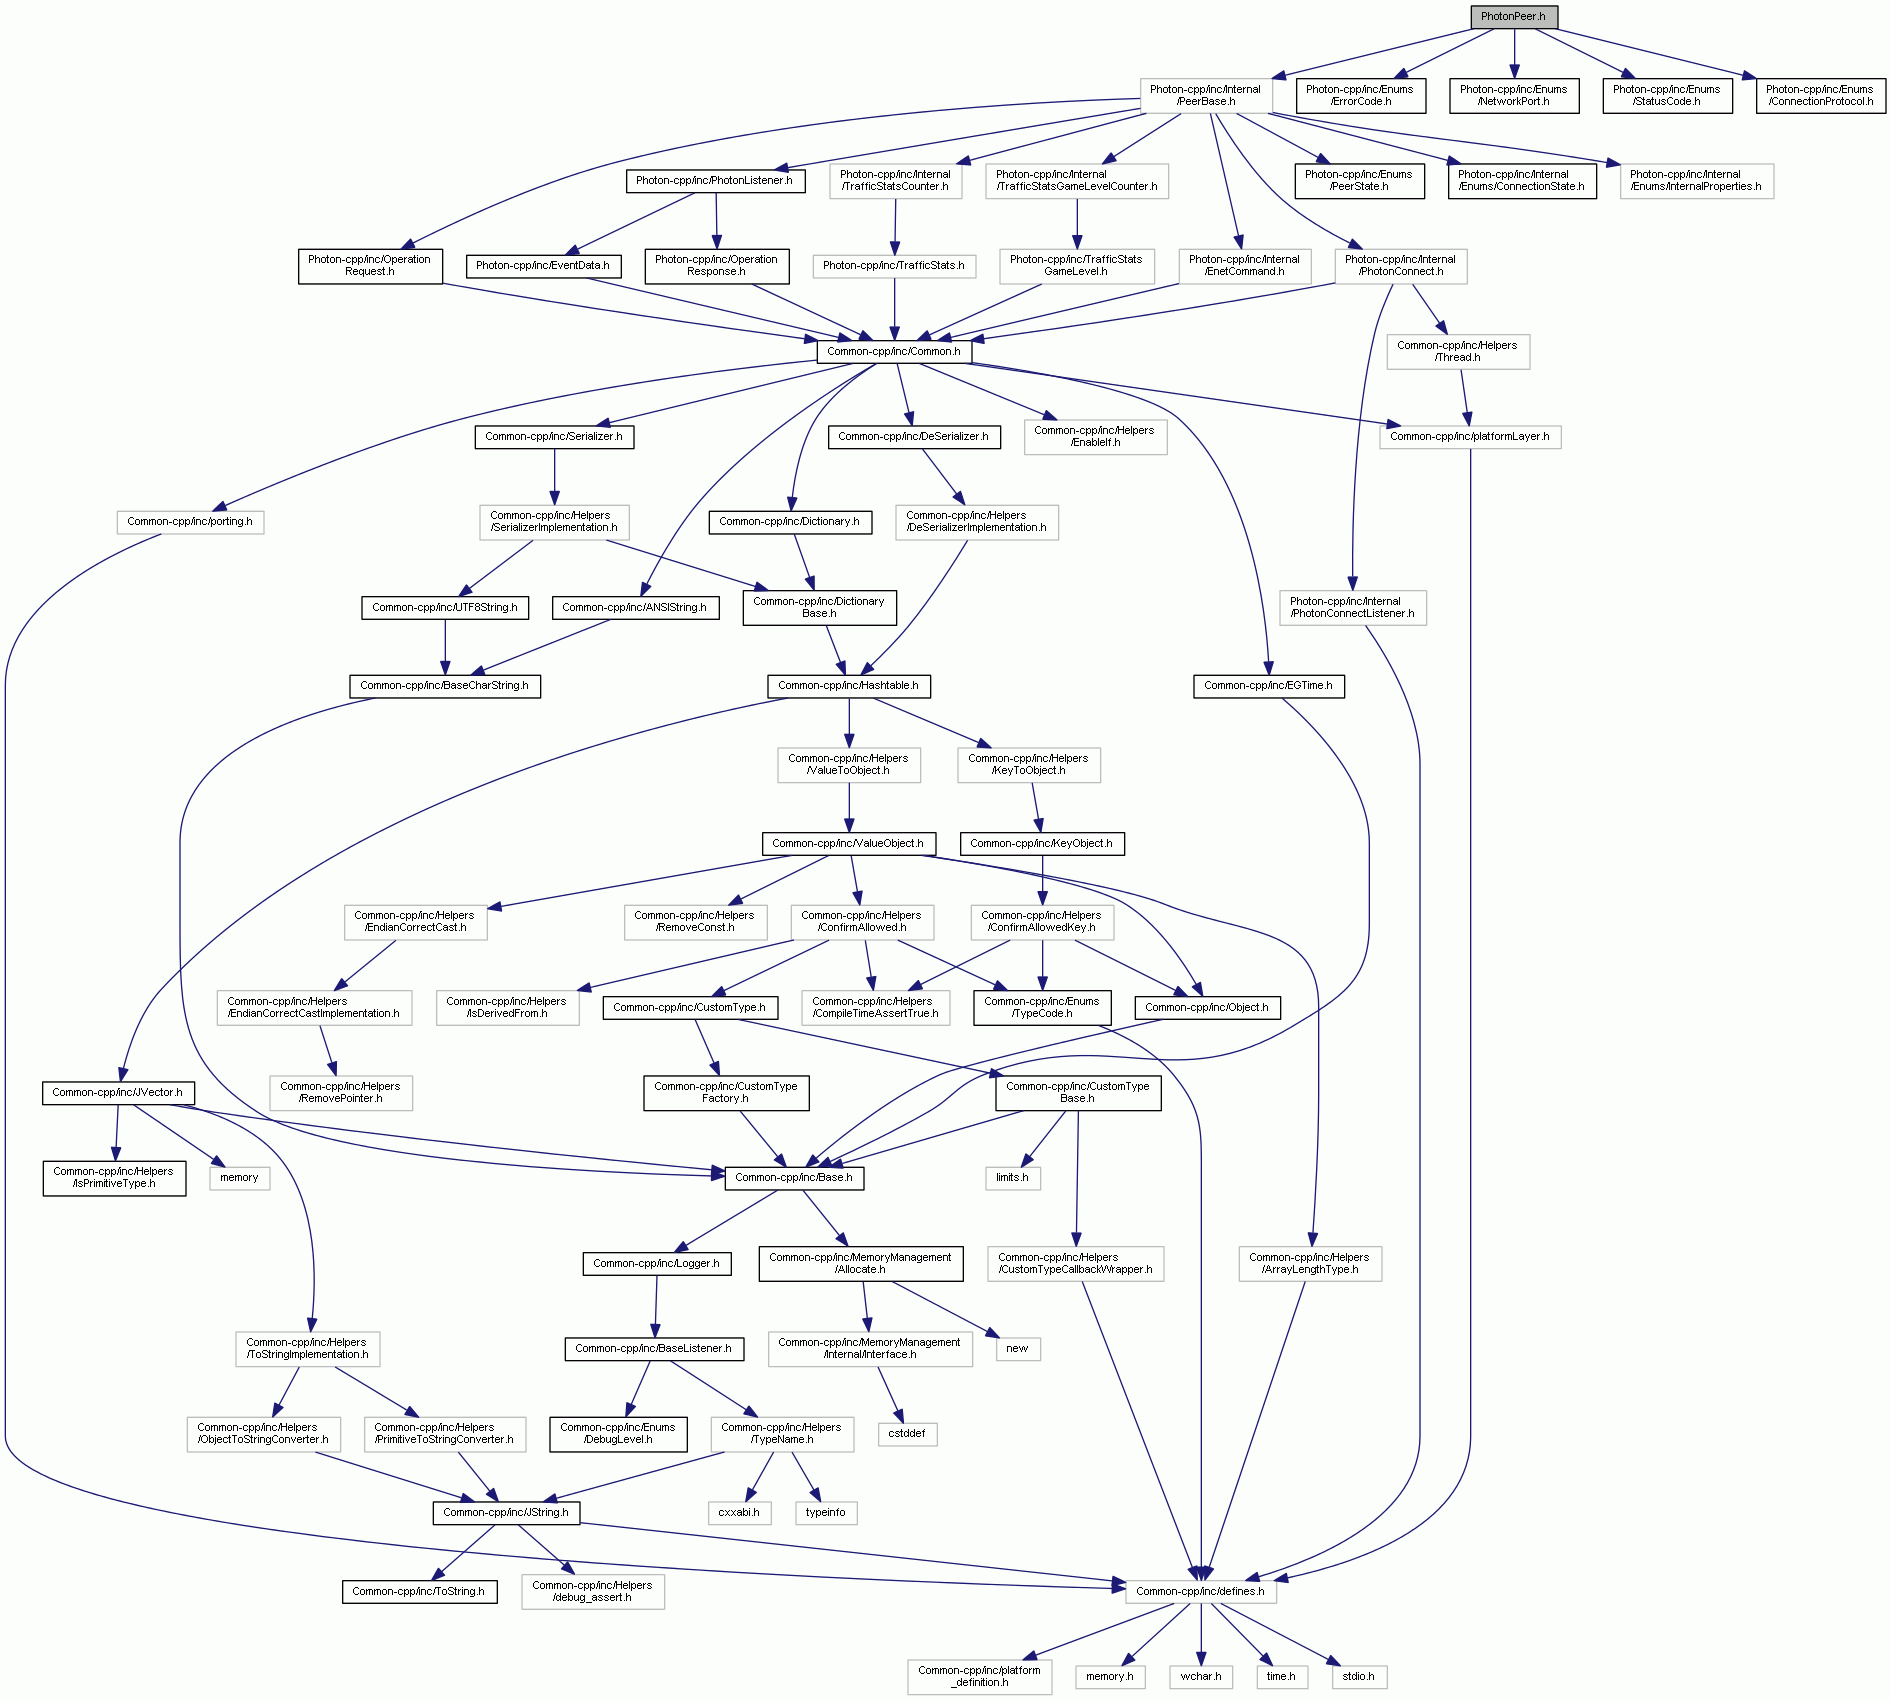 PhotonPeer.h
Photon-cpp/inc/Internal
/PeerBase.h
Photon-cpp/inc/Enums
/ErrorCode.h
Photon-cpp/inc/Enums
/NetworkPort.h
Photon-cpp/inc/Enums
/StatusCode.h
Photon-cpp/inc/Enums
/ConnectionProtocol.h
Photon-cpp/inc/PhotonListener.h
Photon-cpp/inc/Internal
/TrafficStatsCounter.h
Photon-cpp/inc/Internal
/TrafficStatsGameLevelCounter.h
Photon-cpp/inc/Enums
/PeerState.h
Photon-cpp/inc/Internal
/Enums/ConnectionState.h
Photon-cpp/inc/Internal
/Enums/InternalProperties.h
Photon-cpp/inc/Operation
Request.h
Photon-cpp/inc/EventData.h
Photon-cpp/inc/Operation
Response.h
Photon-cpp/inc/TrafficStats.h
Photon-cpp/inc/TrafficStats
GameLevel.h
Photon-cpp/inc/Internal
/EnetCommand.h
Photon-cpp/inc/Internal
/PhotonConnect.h
Common-cpp/inc/Common.h
Common-cpp/inc/Helpers
/Thread.h
Common-cpp/inc/Serializer.h
Common-cpp/inc/DeSerializer.h
Common-cpp/inc/Helpers
/EnableIf.h
Common-cpp/inc/platformLayer.h
Common-cpp/inc/porting.h
Common-cpp/inc/Helpers
/SerializerImplementation.h
Common-cpp/inc/Dictionary.h
Common-cpp/inc/Helpers
/DeSerializerImplementation.h
Common-cpp/inc/UTF8String.h
Common-cpp/inc/ANSIString.h
Common-cpp/inc/Dictionary
Base.h
Photon-cpp/inc/Internal
/PhotonConnectListener.h
Common-cpp/inc/BaseCharString.h
Common-cpp/inc/Hashtable.h
Common-cpp/inc/EGTime.h
Common-cpp/inc/Helpers
/ValueToObject.h
Common-cpp/inc/Helpers
/KeyToObject.h
Common-cpp/inc/ValueObject.h
Common-cpp/inc/KeyObject.h
Common-cpp/inc/Helpers
/EndianCorrectCast.h
Common-cpp/inc/Helpers
/RemoveConst.h
Common-cpp/inc/Helpers
/ConfirmAllowed.h
Common-cpp/inc/Helpers
/ConfirmAllowedKey.h
Common-cpp/inc/Helpers
/EndianCorrectCastImplementation.h
Common-cpp/inc/Helpers
/IsDerivedFrom.h
Common-cpp/inc/CustomType.h
Common-cpp/inc/Helpers
/CompileTimeAssertTrue.h
Common-cpp/inc/Enums
/TypeCode.h
Common-cpp/inc/Object.h
Common-cpp/inc/JVector.h
Common-cpp/inc/Helpers
/RemovePointer.h
Common-cpp/inc/CustomType
Factory.h
Common-cpp/inc/CustomType
Base.h
Common-cpp/inc/Helpers
/IsPrimitiveType.h
memory
Common-cpp/inc/Base.h
limits.h
Common-cpp/inc/Logger.h
Common-cpp/inc/MemoryManagement
/Allocate.h
Common-cpp/inc/Helpers
/CustomTypeCallbackWrapper.h
Common-cpp/inc/Helpers
/ArrayLengthType.h
Common-cpp/inc/Helpers
/ToStringImplementation.h
Common-cpp/inc/BaseListener.h
Common-cpp/inc/MemoryManagement
/Internal/Interface.h
new
Common-cpp/inc/Helpers
/ObjectToStringConverter.h
Common-cpp/inc/Helpers
/PrimitiveToStringConverter.h
Common-cpp/inc/Enums
/DebugLevel.h
Common-cpp/inc/Helpers
/TypeName.h
cstddef
Common-cpp/inc/JString.h
cxxabi.h
typeinfo
Common-cpp/inc/ToString.h
Common-cpp/inc/Helpers
/debug_assert.h
Common-cpp/inc/defines.h
Common-cpp/inc/platform
_definition.h
memory.h
wchar.h
time.h
stdio.h